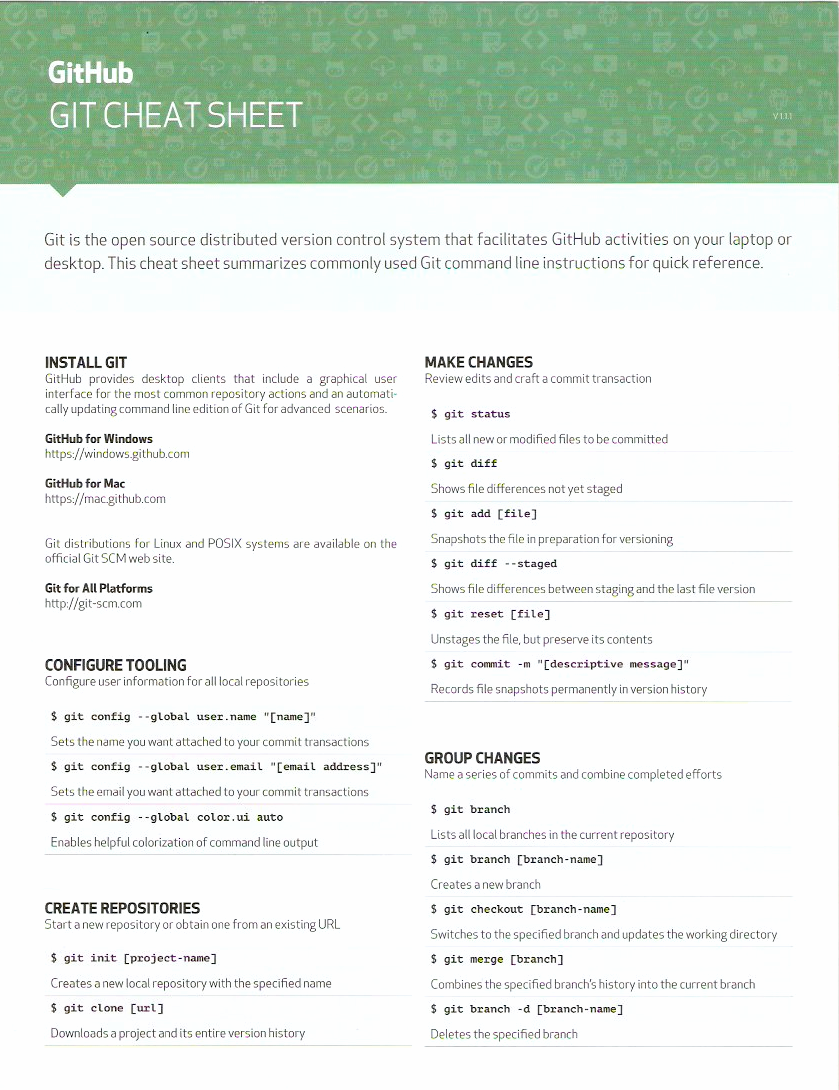 GitHub
GIT CHEAT SHEET
V 1.1.1
Git is the open source distributed version control system that facilitates GitHub activities on your laptop or
desktop. This cheat sheet summarizes commonly used Git command line instructions for quick reference.
INSTALL GIT
GitHub provides desktop clients that include a graphical user
interface for the most common repository actions and an automati-
cally updating command line edition of Git for advanced scenarios.
GitHub for Windows
https://windows.github.com
GitHub for Mac
https://mac.github.com
Git distributions for Linux and POSIX systems are available on the
official Git SCM web site.
Git for All Platforms
http://git-scm.com
CONFIGURE TOOLING
Configure user information for all local repositories
$ git config --global user.name "[name]"
Sets the name you want attached to your commit transactions
$ git config --global user.email "[email address]"
Sets the email you want attached to your commit transactions
$ git config --global color.ui auto
Enables helpful colorization of command line output
CREATE REPOSITORIES
Start a new repository or obtain one from an existing URL
$ git init [project-name]
Creates a new local repository with the specified name
$ git clone [url]
Downloads a project and its entire version history
MAKE CHANGES
Review edits and craft a commit transaction
$ git status
Lists all new or modified files to be committed
$ git diff
Shows file differences not yet staged
$ git add [file]
Snapshots the file in preparation for versioning
$ git diff --staged
Shows file differences between staging and the last file version
$ git reset [file]
Unstages the file, but preserve its contents
$ git commit -m "[descriptive message]"
Records file snapshots permanently in version history
GROUP CHANGES
Name a series of commits and combine completed efforts
$ git branch
Lists all local branches in the current repository
$ git branch [branch-name]
Creates a new branch
$ git checkout [branch-name]
Switches to the specified branch and updates the working directory
$ git merge [branch]
Combines the specified branch's history into the current branch
$ git branch -d [branch-name]
Deletes the specified branch